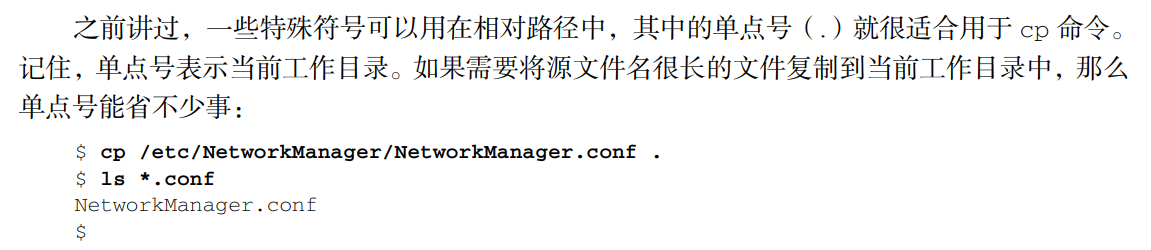 之前讲过，一些特殊符号可以用在相对路径中，其中的单点号（.）就很适合用于 cp 命令。
记住，单点号表示当前工作目录。如果需要将源文件名很长的文件复制到当前工作目录中，那么
单点号能省不少事：
$ cp /etc/NetworkManager/NetworkManager.conf .
$ ls *.conf
NetworkManager.conf
$